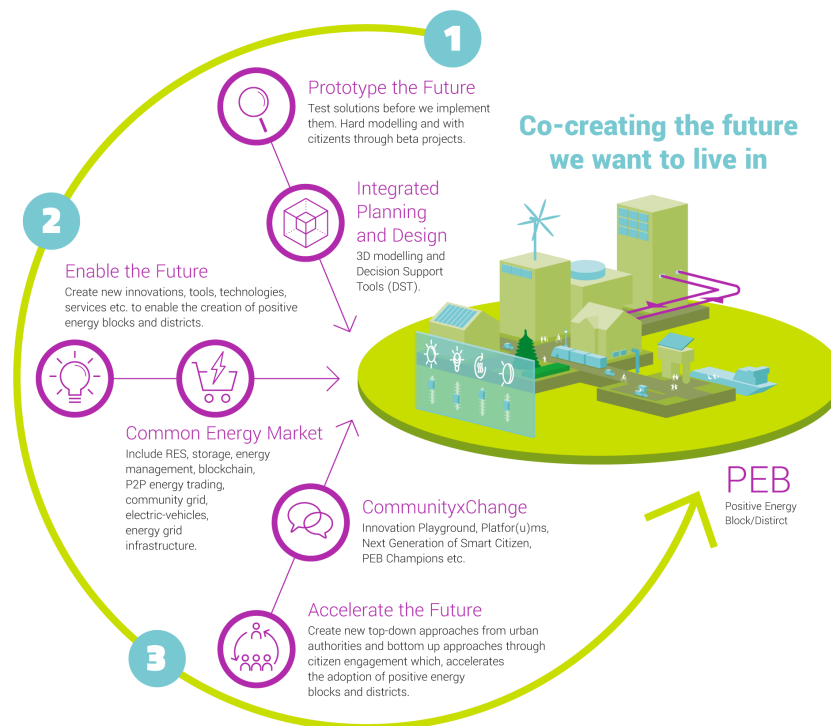 1
Prototype the Future
Test solutions before we implement
them. Hard modelling and with
citizents through beta projects.
Co-creating the future
we want to live in
Integrated
Planning
and Design
3D modelling and
Decision Support
Tools (DST).
2
Enable the Future
Create new innovations, tools, technologies,
services etc. to enable the creation of positive
energy blocks and districts.
Common Energy Market
Include RES, storage, energy
management, blockchain,
P2P energy trading,
community grid,
electric-vehicles,
energy grid
infrastructure.
CommunityxChange
Innovation Playground, Platfor(u)ms,
Next Generation of Smart Citizen,
PEB Champions etc.
PEB
Positive Energy
Block/Distirct
3
Accelerate the Future
Create new top-down approaches from urban
authorities and bottom up approaches through
citizen engagement which, accelerates
the adoption of positive energy
blocks and districts.